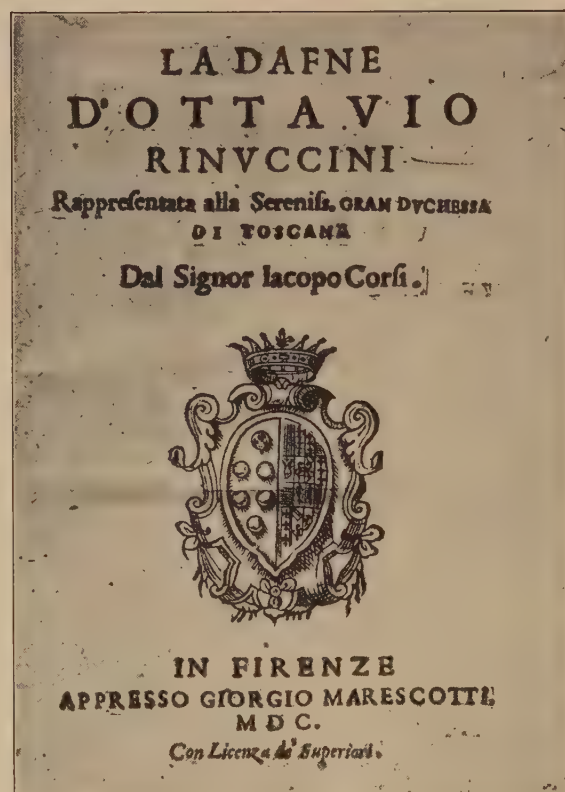 LA DAFNE
D'OTTAVIO
RINVCCINI
Rappreſentata alla Sereniſſ. GRAN DVCHESSA
DI TOSCANA
Dal Signor Iacopo Corſi.
IN FIRENZE
APPRESSO GIORGIO MARESCOTTI.
MDC.
Con Licenza de' Superiori.